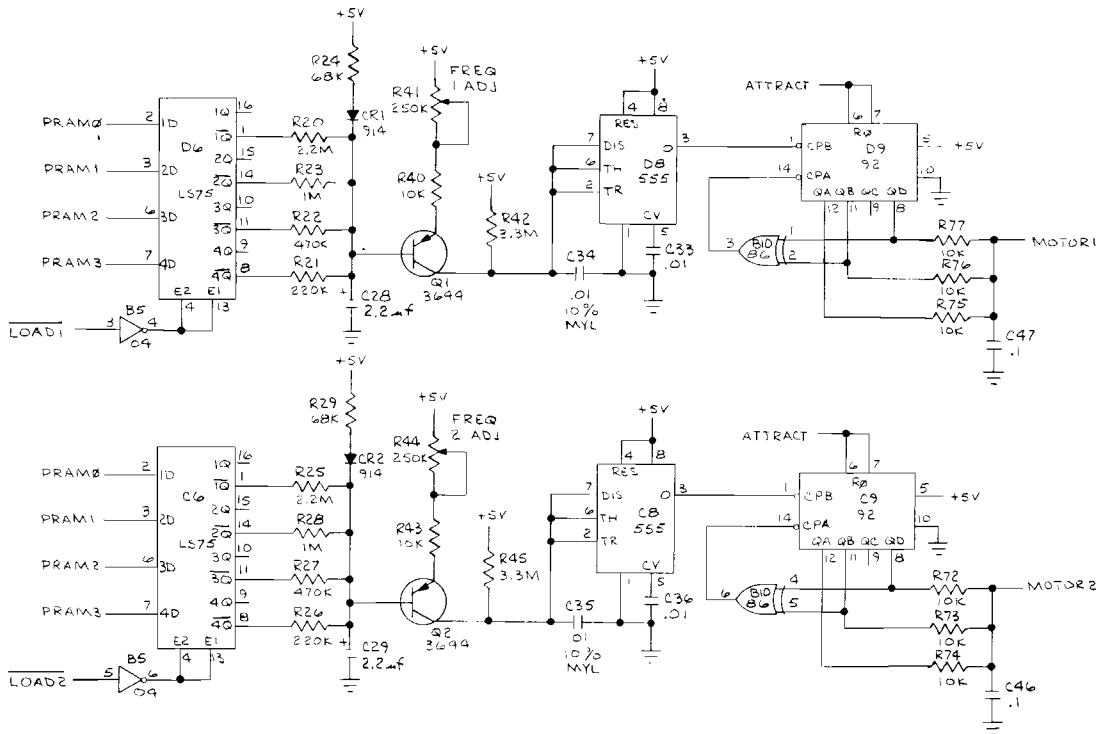 +5V
R24
68K
CR1
914
+5V
R41
250K
FREQ
1 ADJ
R40
10K
PRAMØ
PRAM1
PRAM2
PRAM3
2 1D
3 2D
6 3D
7 4D
D6
LS75
1Q 16
1Q 1
2Q 15
2Q 14
3Q 10
3Q 11
4Q 9
4Q 8
E2 E1
4 13
R20
2.2M
R23
1M
R22
470K
R21
220K
+
C28
2.2uf
Q1
3644
+5V
R42
3.3M
C34
.01
10%
MYL
+5V
4 8
RES
7 DIS
6 TH
2 TR
O 3
D8
555
CV
1 5
C33
.01
ATTRACT
6 7
RØ
1 CPB
14 CPA
D9
92
5 +5V
10
QA QB QC QD
12 11 9 8
3 B10 1
86 2
R77
10K
R76
10K
R75
10K
MOTOR1
C47
.1
LOAD1 3 B5 4
04
+5V
R29
68K
CR2
914
+5V
R44
250K
FREQ
2 ADJ
R43
10K
PRAMØ
PRAM1
PRAM2
PRAM3
2 1D
3 2D
6 3D
7 4D
C6
LS75
1Q 16
1Q 1
2Q 15
2Q 14
3Q 10
3Q 11
4Q 9
4Q 8
E2 E1
4 13
R25
2.2M
R28
1M
R27
470K
R26
220K
+
C29
2.2uf
Q2
3644
+5V
R45
3.3M
C35
.01
10%
MYL
+5V
4 8
RES
7 DIS
6 TH
2 TR
O 3
C8
555
CV
1 5
C36
.01
ATTRACT
6 7
RØ
1 CPB
14 CPA
C9
92
5 +5V
10
QA QB QC QD
12 11 9 8
6 B10 4
86 5
R72
10K
R73
10K
R74
10K
MOTOR2
C46
.1
LOAD2 5 B5 6
04